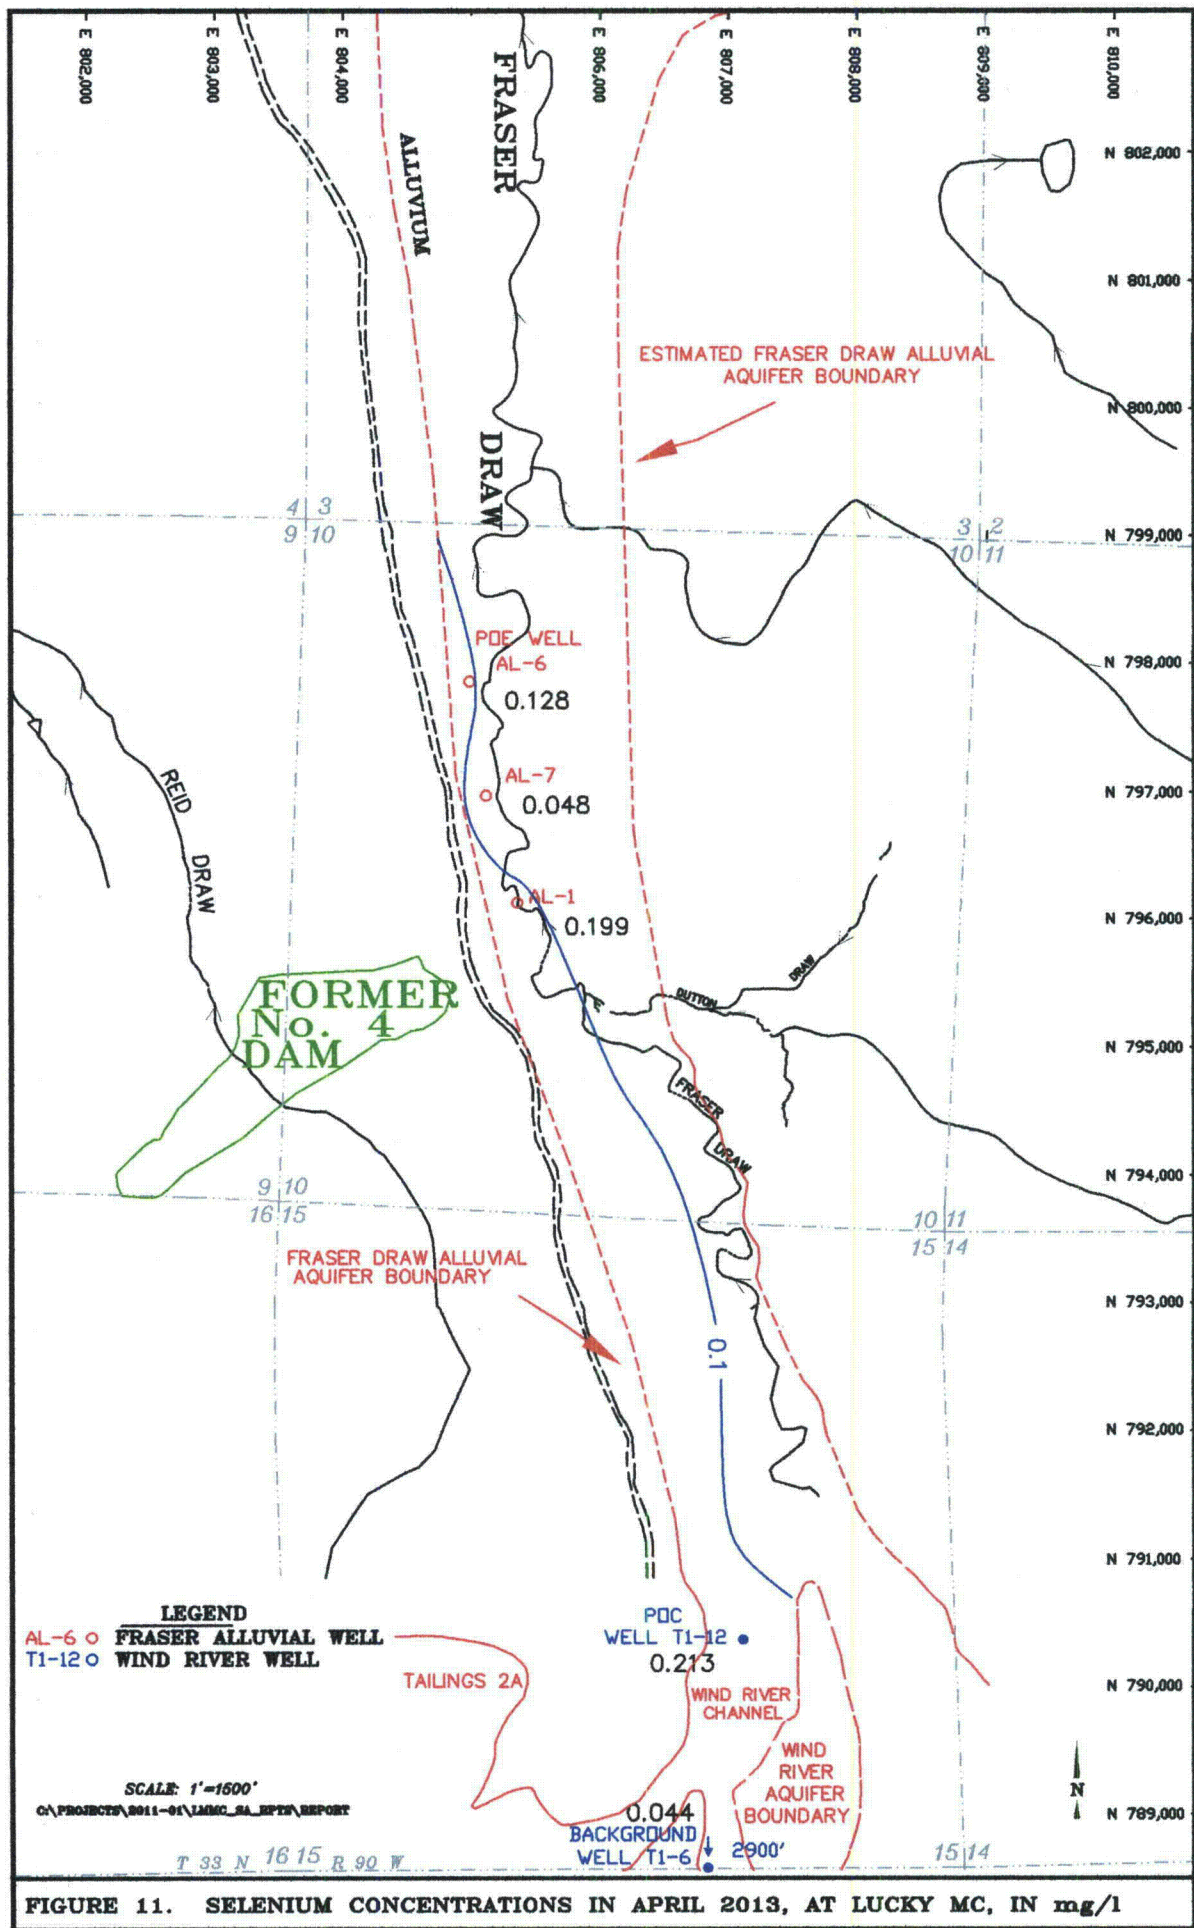 E 802,000
E 803,000
E 804,000
E 806,000
E 807,000
E 808,000
E 809,000
E 810,000
FRASER
ALLUVIUM
N 802,000
N 801,000
ESTIMATED FRASER DRAW ALLUVIAL
AQUIFER BOUNDARY
N 800,000
DRAW
4 3
9 10
3 2
10 11
N 799,000
POE WELL
AL-6
0.128
N 798,000
REID
DRAW
AL-7
0.048
N 797,000
AL-1
0.199
N 796,000
DRAW
DUTTON
FORMER
No. 4
DAM
N 795,000
FRASER
DRAW
N 794,000
9 10
16 15
10 11
15 14
FRASER DRAW ALLUVIAL
AQUIFER BOUNDARY
N 793,000
0.1
N 792,000
N 791,000
LEGEND
AL-6 FRASER ALLUVIAL WELL
T1-12 WIND RIVER WELL
POC
WELL T1-12
0.213
TAILINGS 2A
WIND RIVER
CHANNEL
N 790,000
WIND
RIVER
AQUIFER
BOUNDARY
N
SCALE: 1"=1600'
C:\PROJECTS\2011-01\LMMC_SA_RPTS\REPORT
0.044
BACKGROUND
WELL T1-6
2900'
N 789,000
T 33 N 16 15 R 90 W
15 14
FIGURE 11. SELENIUM CONCENTRATIONS IN APRIL 2013, AT LUCKY MC, IN mg/l